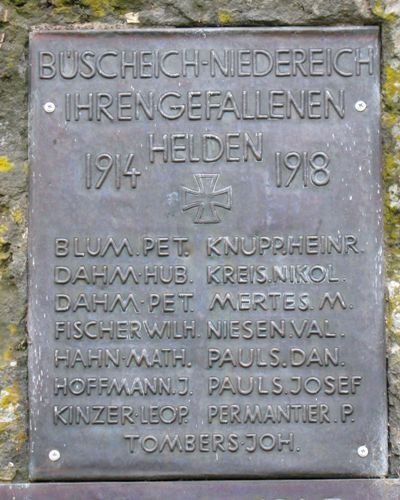 BÜSCHEICH·NIEDEREICH
IHREN GEFALLENEN
HELDEN
1914 1918
BLUM. PET. KNUPP. HEINR.
DAHM·HUB. KREIS. NIKOL.
DAHM·PET. MERTES. M.
FISCHER WILH. NIESEN. VAL.
HAHN·MATH. PAULS. DAN.
HOFFMANN. J. PAULS. JOSEF
KINZER·LEOP. PERMANTIER. P.
TOMBERS·JOH.